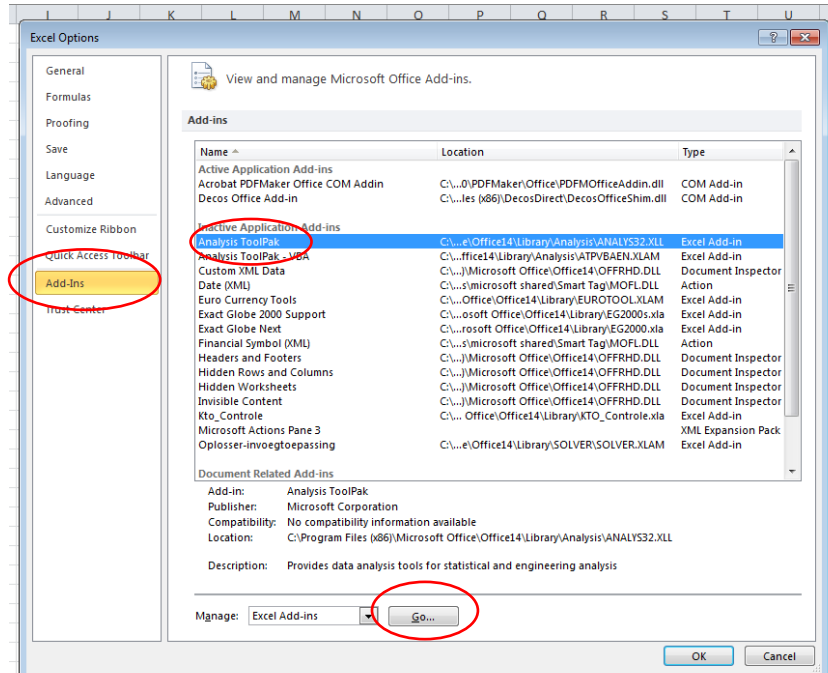 I J K L M N O P Q R S T U
Excel Options
General
Formulas
Proofing
Save
Language
Advanced
Customize Ribbon
Quick Access Toolbar
Add-Ins
Trust Center
View and manage Microsoft Office Add-ins.
Add-ins
Name Location Type
Active Application Add-ins
Acrobat PDFMaker Office COM Addin C:\...0\PDFMaker\Office\PDFMOfficeAddin.dll COM Add-in
Decos Office Add-in C:\...les (x86)\DecosDirect\DecosOfficeShim.dll COM Add-in
Inactive Application Add-ins
Analysis ToolPak C:\...e\Office14\Library\Analysis\ANALYS32.XLL Excel Add-in
Analysis ToolPak - VBA C:\...ffice14\Library\Analysis\ATPVBAEN.XLAM Excel Add-in
Custom XML Data C:\...)\Microsoft Office\Office14\OFFRHD.DLL Document Inspector
Date (XML) C:\...s\microsoft shared\Smart Tag\MOFL.DLL Action
Euro Currency Tools C:\...Office\Office14\Library\EUROTOOL.XLAM Excel Add-in
Exact Globe 2000 Support C:\...osoft Office\Office14\Library\EG2000s.xla Excel Add-in
Exact Globe Next C:\...rosoft Office\Office14\Library\EG2000.xla Excel Add-in
Financial Symbol (XML) C:\...s\microsoft shared\Smart Tag\MOFL.DLL Action
Headers and Footers C:\...)\Microsoft Office\Office14\OFFRHD.DLL Document Inspector
Hidden Rows and Columns C:\...)\Microsoft Office\Office14\OFFRHD.DLL Document Inspector
Hidden Worksheets C:\...)\Microsoft Office\Office14\OFFRHD.DLL Document Inspector
Invisible Content C:\...)\Microsoft Office\Office14\OFFRHD.DLL Document Inspector
Kto_Controle C:\... Office\Office14\Library\KTO_Controle.xla Excel Add-in
Microsoft Actions Pane 3 XML Expansion Pack
Oplosser-invoegtoepassing C:\...e\Office14\Library\SOLVER\SOLVER.XLAM Excel Add-in
Document Related Add-ins
Add-in: Analysis ToolPak
Publisher: Microsoft Corporation
Compatibility: No compatibility information available
Location: C:\Program Files (x86)\Microsoft Office\Office14\Library\Analysis\ANALYS32.XLL
Description: Provides data analysis tools for statistical and engineering analysis
Manage: Excel Add-ins Go...
OK Cancel